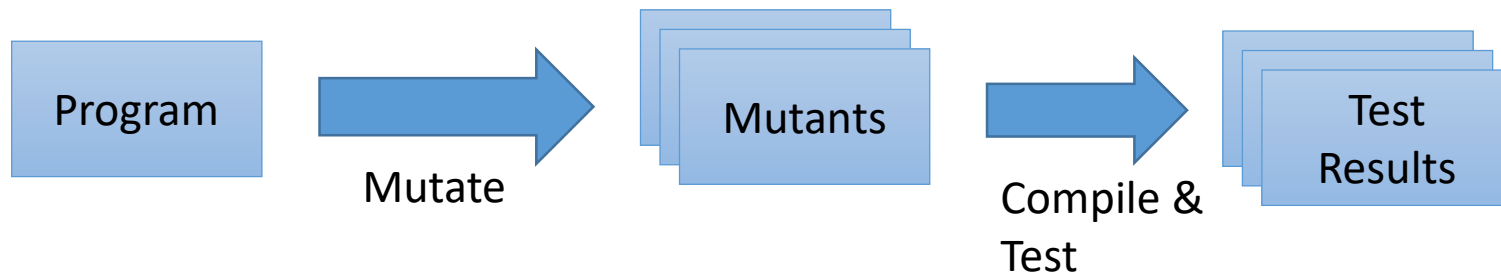 Program
Mutate
Mutants
Compile &
Test
Test
Results